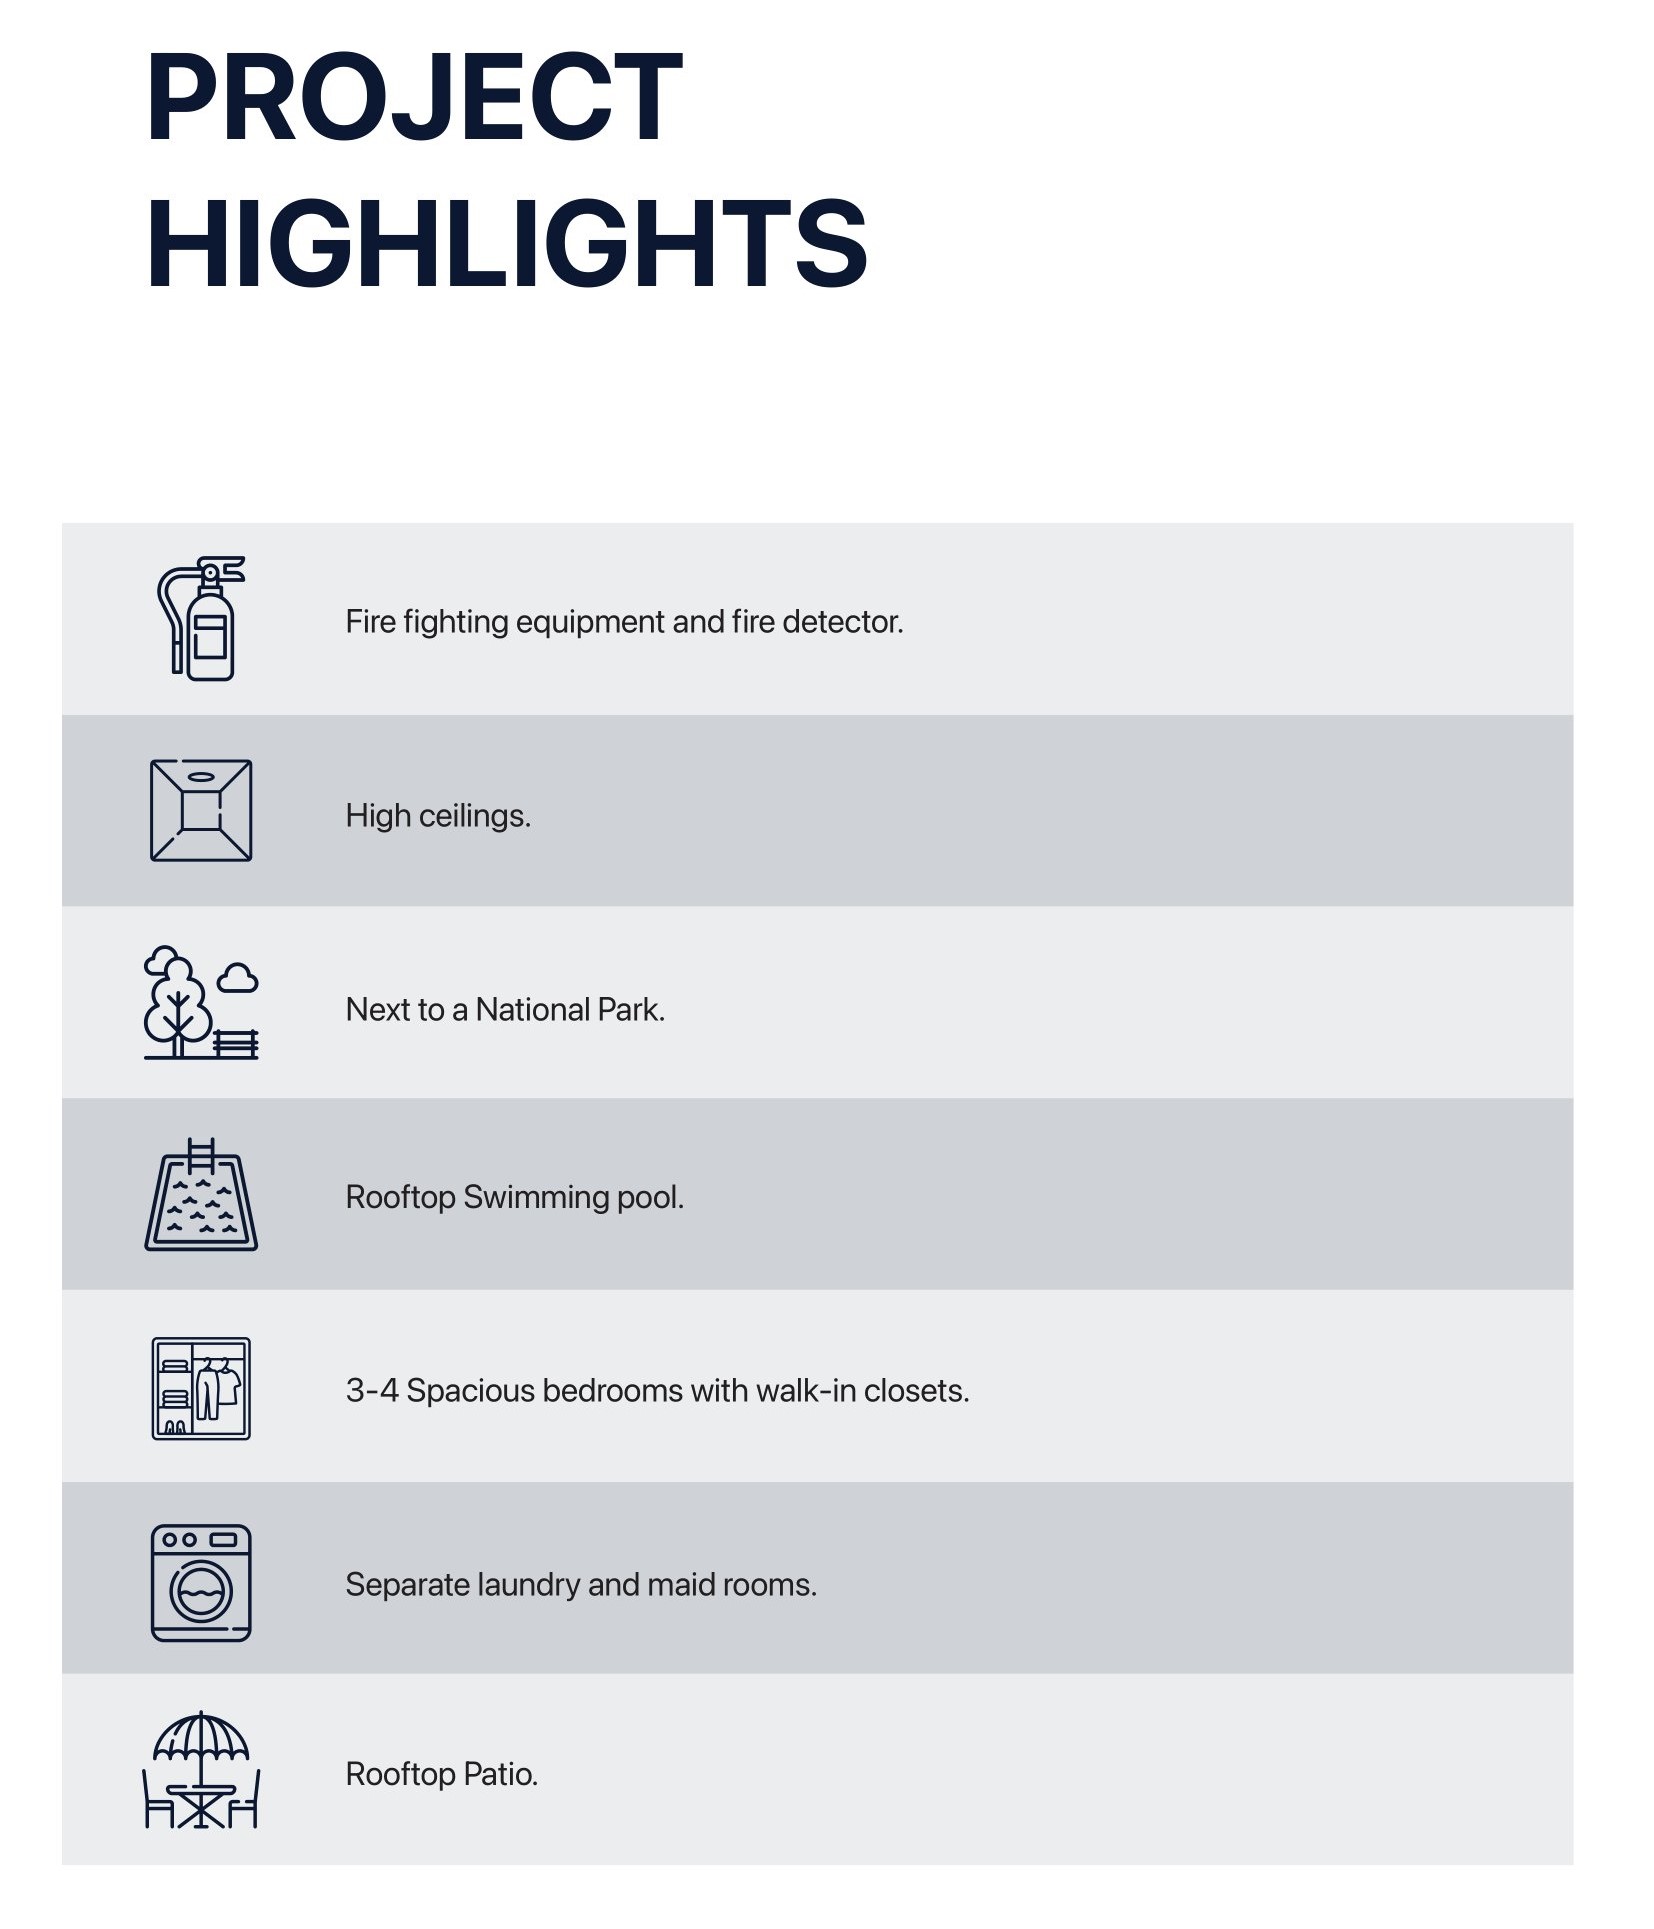 PROJECT
HIGHLIGHTS
Fire fighting equipment and fire detector.
High ceilings.
Next to a National Park.
Rooftop Swimming pool.
3-4 Spacious bedrooms with walk-in closets.
Separate laundry and maid rooms.
Rooftop Patio.